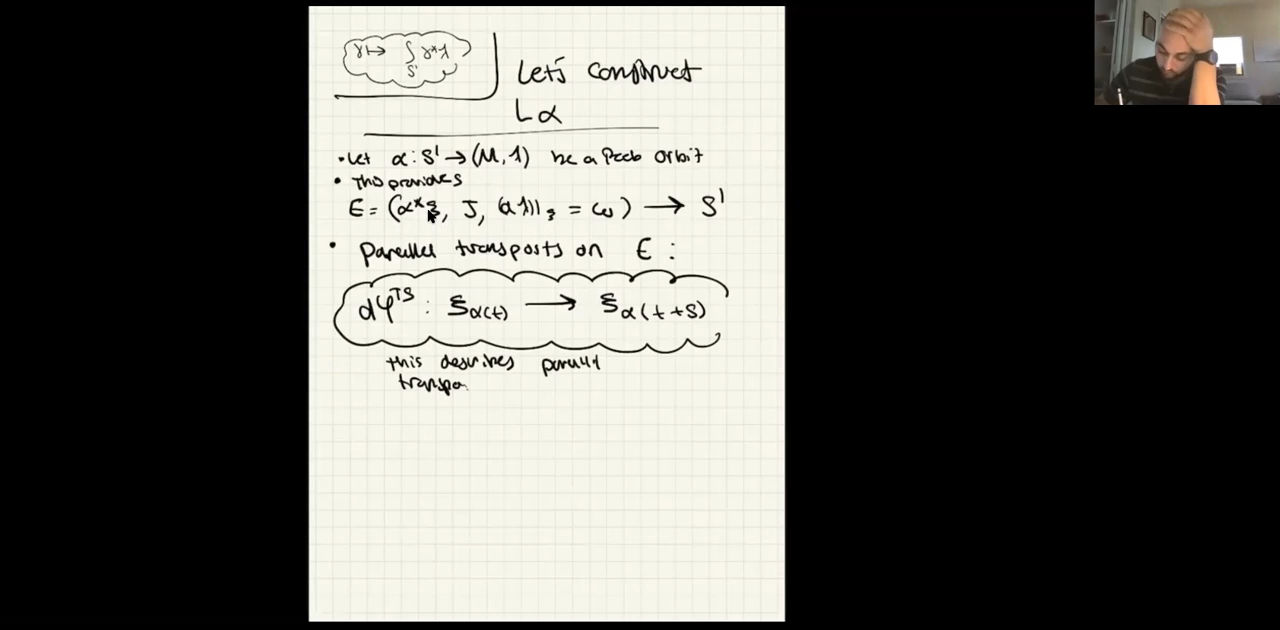 γ ↦ ∫ γ*λ
S¹
Let's construct
Lα
• Let α : S¹ → (M, λ) be a Reeb orbit
• This provides
E = (α*ξ, J, (dλ)|ξ = ω) → S¹
• Parallel transports on E :
dφ^{TS} : ξ_{α(t)} → ξ_{α(t+s)}
this describes parallel
transpo